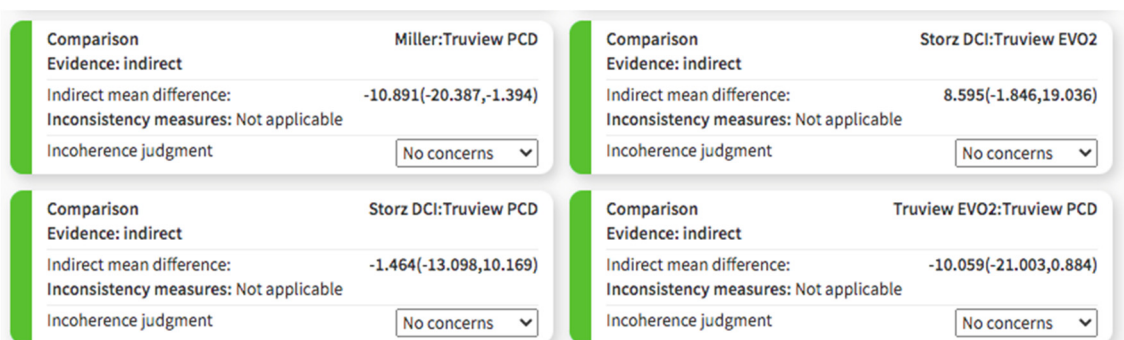 Comparison Miller:Truview PCD
Evidence: indirect
Indirect mean difference: -10.891(-20.387,-1.394)
Inconsistency measures: Not applicable
Incoherence judgment No concerns
Comparison Storz DCI:Truview EVO2
Evidence: indirect
Indirect mean difference: 8.595(-1.846,19.036)
Inconsistency measures: Not applicable
Incoherence judgment No concerns
Comparison Storz DCI:Truview PCD
Evidence: indirect
Indirect mean difference: -1.464(-13.098,10.169)
Inconsistency measures: Not applicable
Incoherence judgment No concerns
Comparison Truview EVO2:Truview PCD
Evidence: indirect
Indirect mean difference: -10.059(-21.003,0.884)
Inconsistency measures: Not applicable
Incoherence judgment No concerns